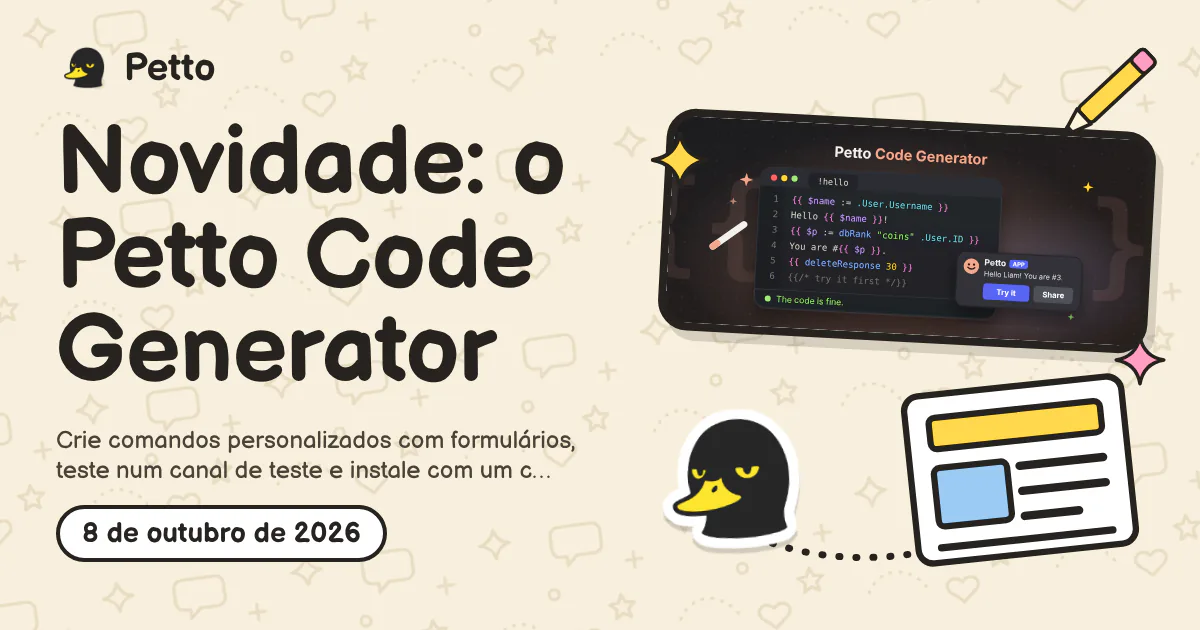 Petto
Novidade: o
Petto Code
Generator
Crie comandos personalizados com formulários,
teste num canal de teste e instale com um c...
8 de outubro de 2026
Petto Code Generator
!hello
1 {{ $name := .User.Username }}
2 Hello {{ $name }}!
3 {{ $p := dbRank "coins" .User.ID }}
4 You are #{{ $p }}.
5 {{ deleteResponse 30 }}
6 {{/* try it first */}}
The code is fine.
Petto APP
Hello Liam! You are #3.
Try it Share